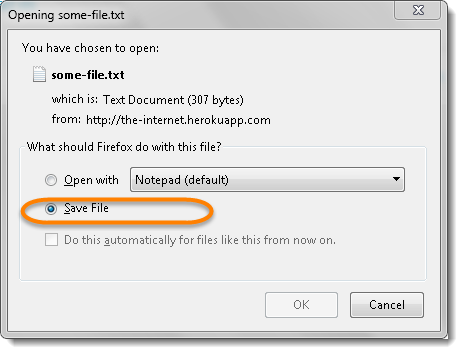 Opening some-file.txt
You have chosen to open:
some-file.txt
which is: Text Document (307 bytes)
from: http://the-internet.herokuapp.com
What should Firefox do with this file?
Open with Notepad (default)
Save File
Do this automatically for files like this from now on.
OK Cancel